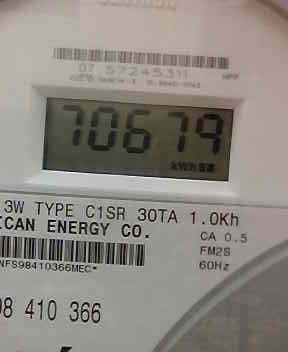 07 57245311
70679
kWh
3W TYPE C1SR 30TA 1.0Kh
ICAN ENERGY CO.
CA 0.5
FM2S
NFS98410366MEC*
60Hz
08 410 366